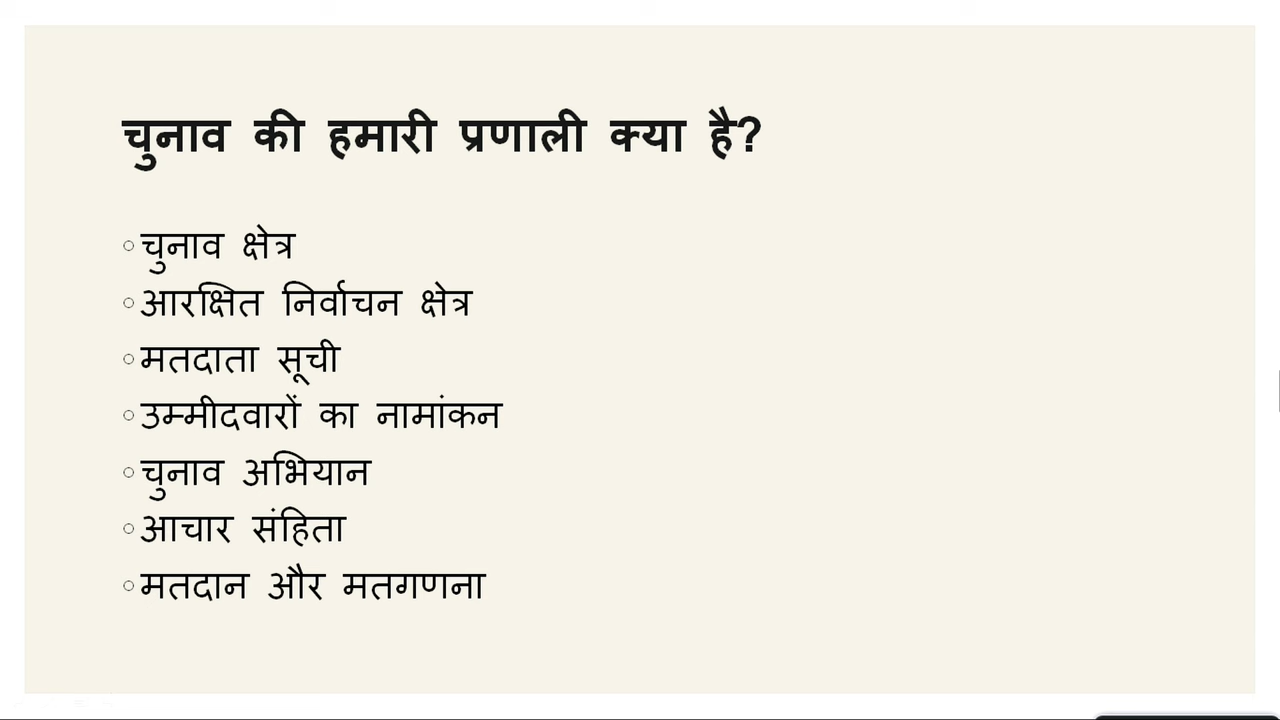 चुनाव की हमारी प्रणाली क्या है?
◦चुनाव क्षेत्र
◦आरक्षित निर्वाचन क्षेत्र
◦मतदाता सूची
◦उम्मीदवारों का नामांकन
◦चुनाव अभियान
◦आचार संहिता
◦मतदान और मतगणना